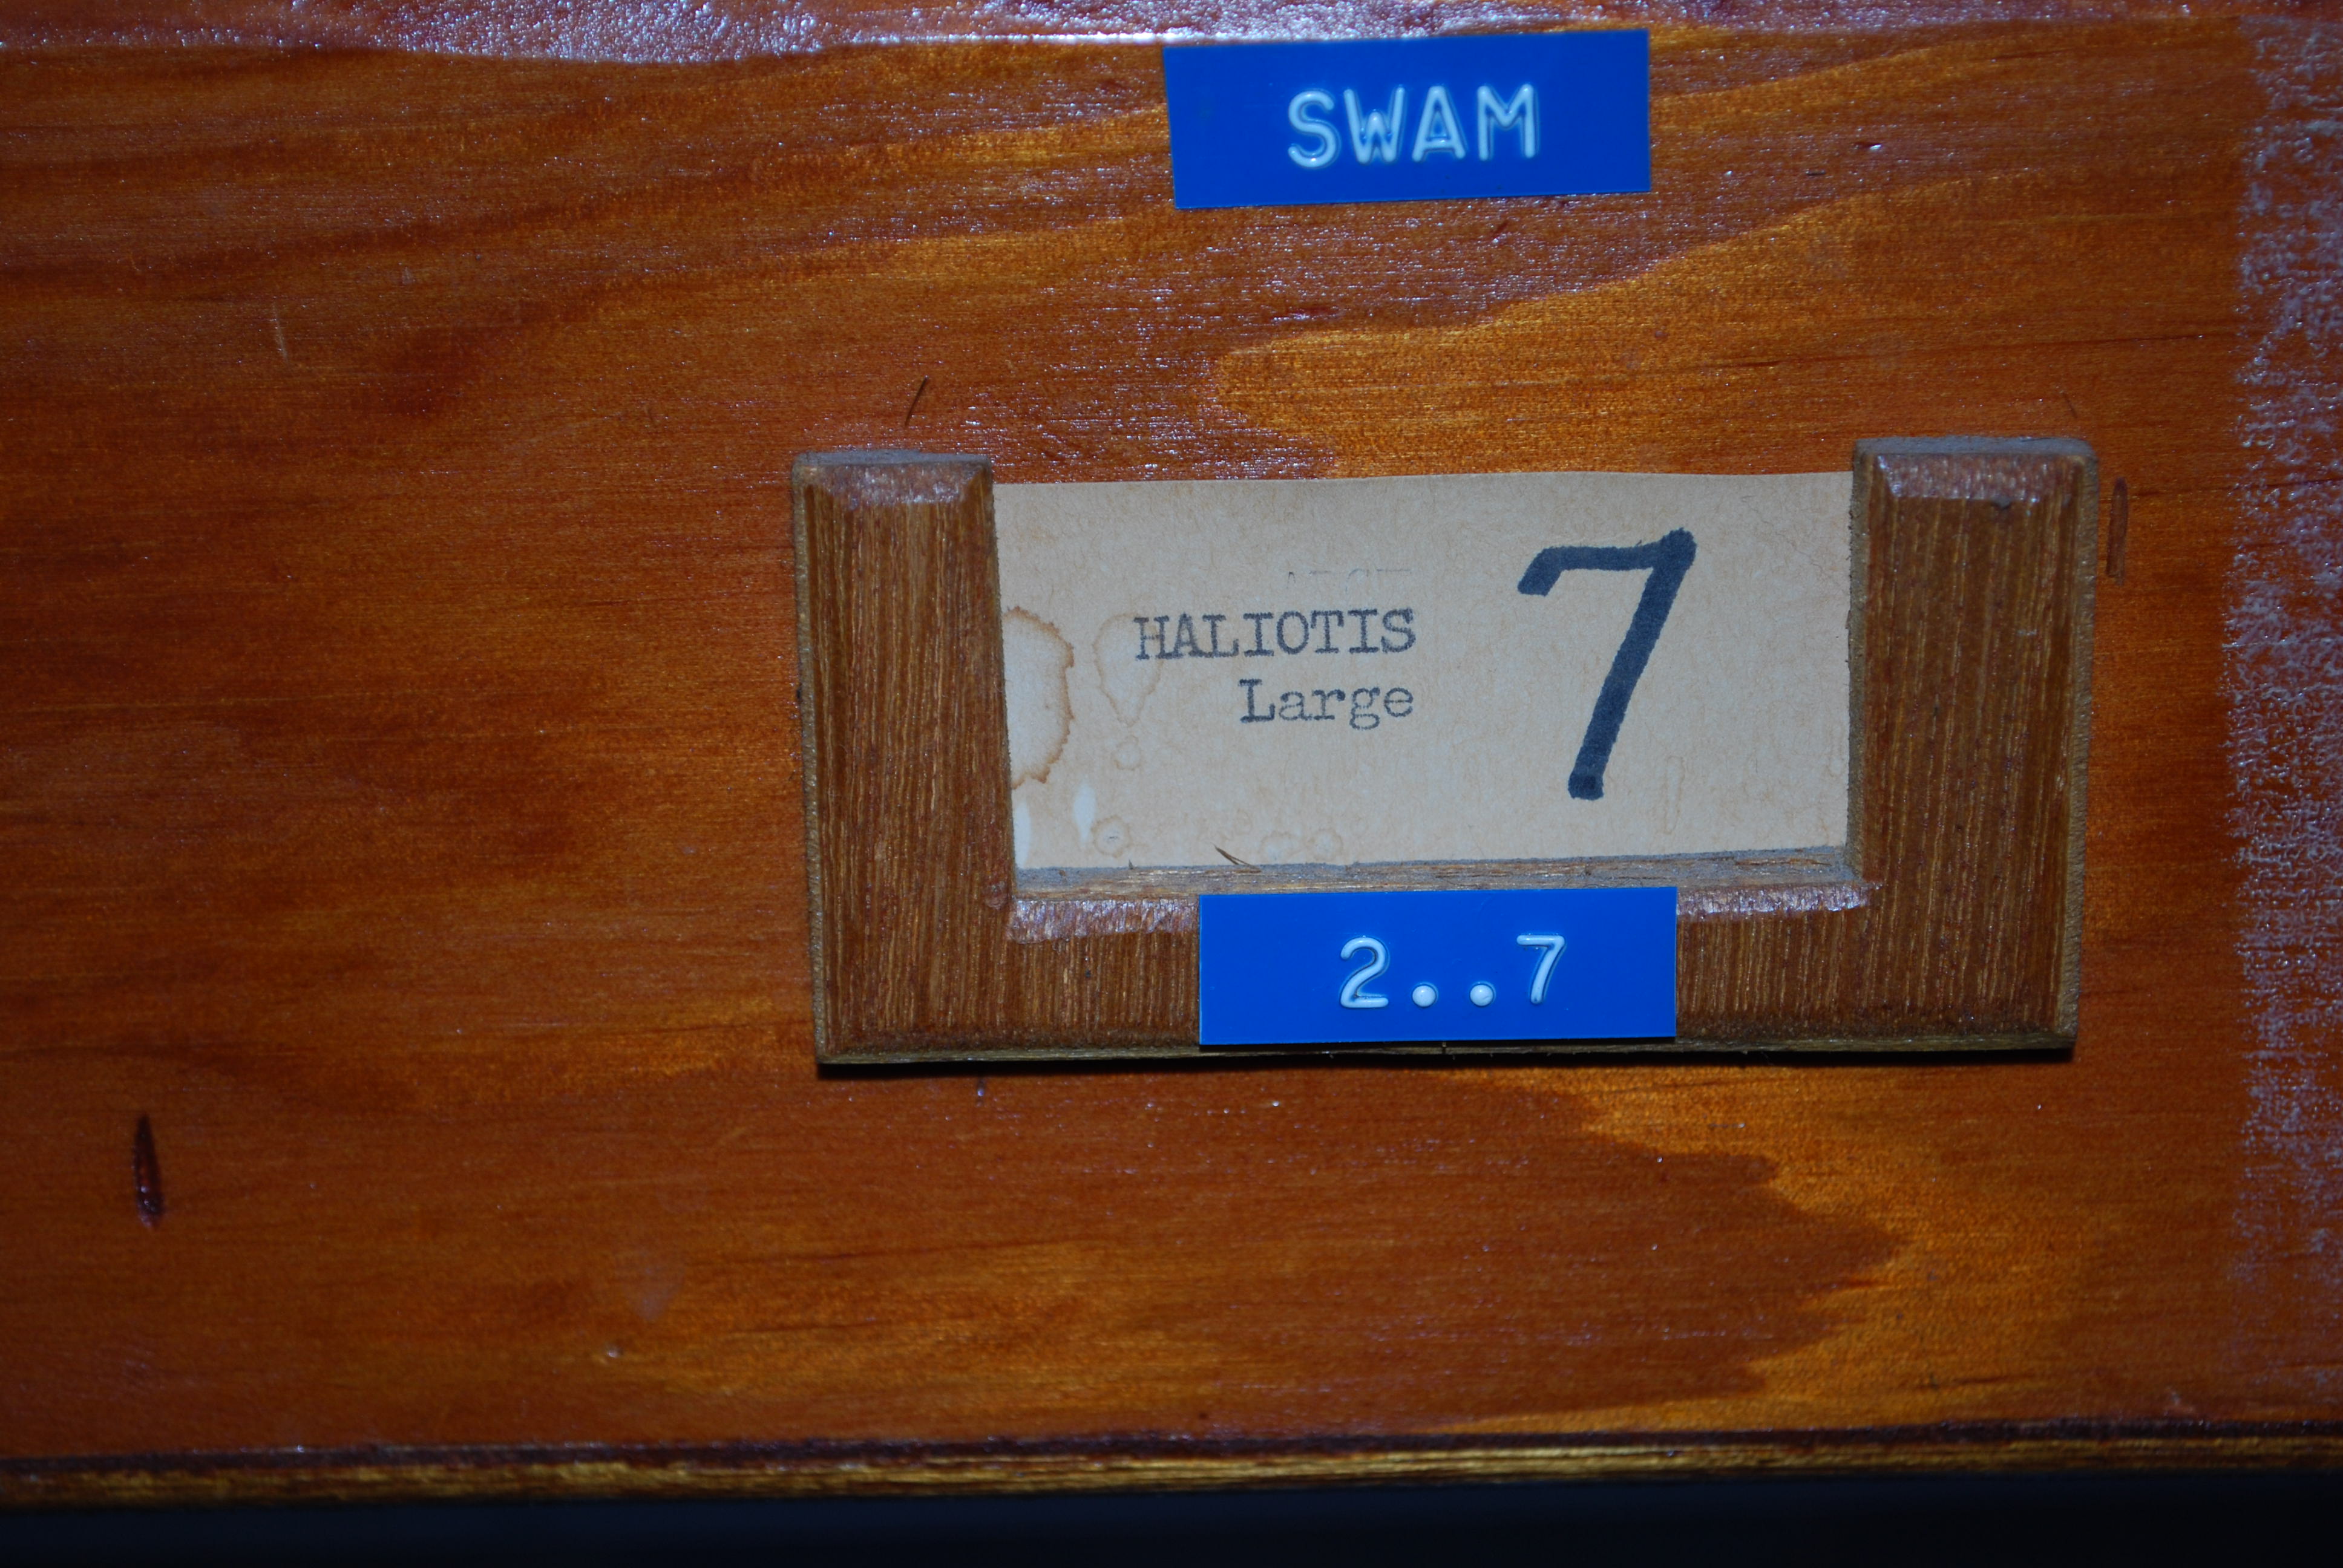 SWAM
HALIOTIS
Large
7
2..7